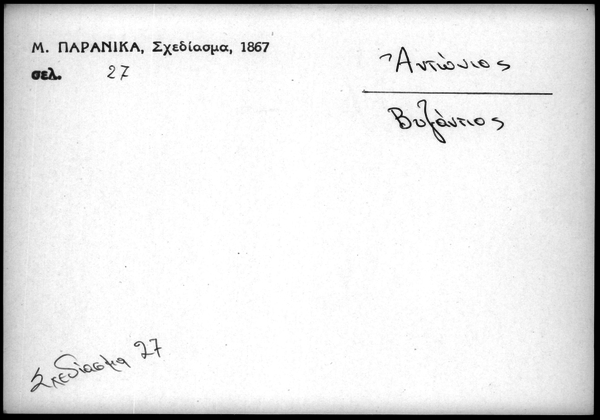 Μ. ΠΑΡΑΝΙΚΑ, Σχεδίασμα, 1867
σελ. 27
Ἀντώνιος
Βυζάντιος
Σχεδίασμα 27